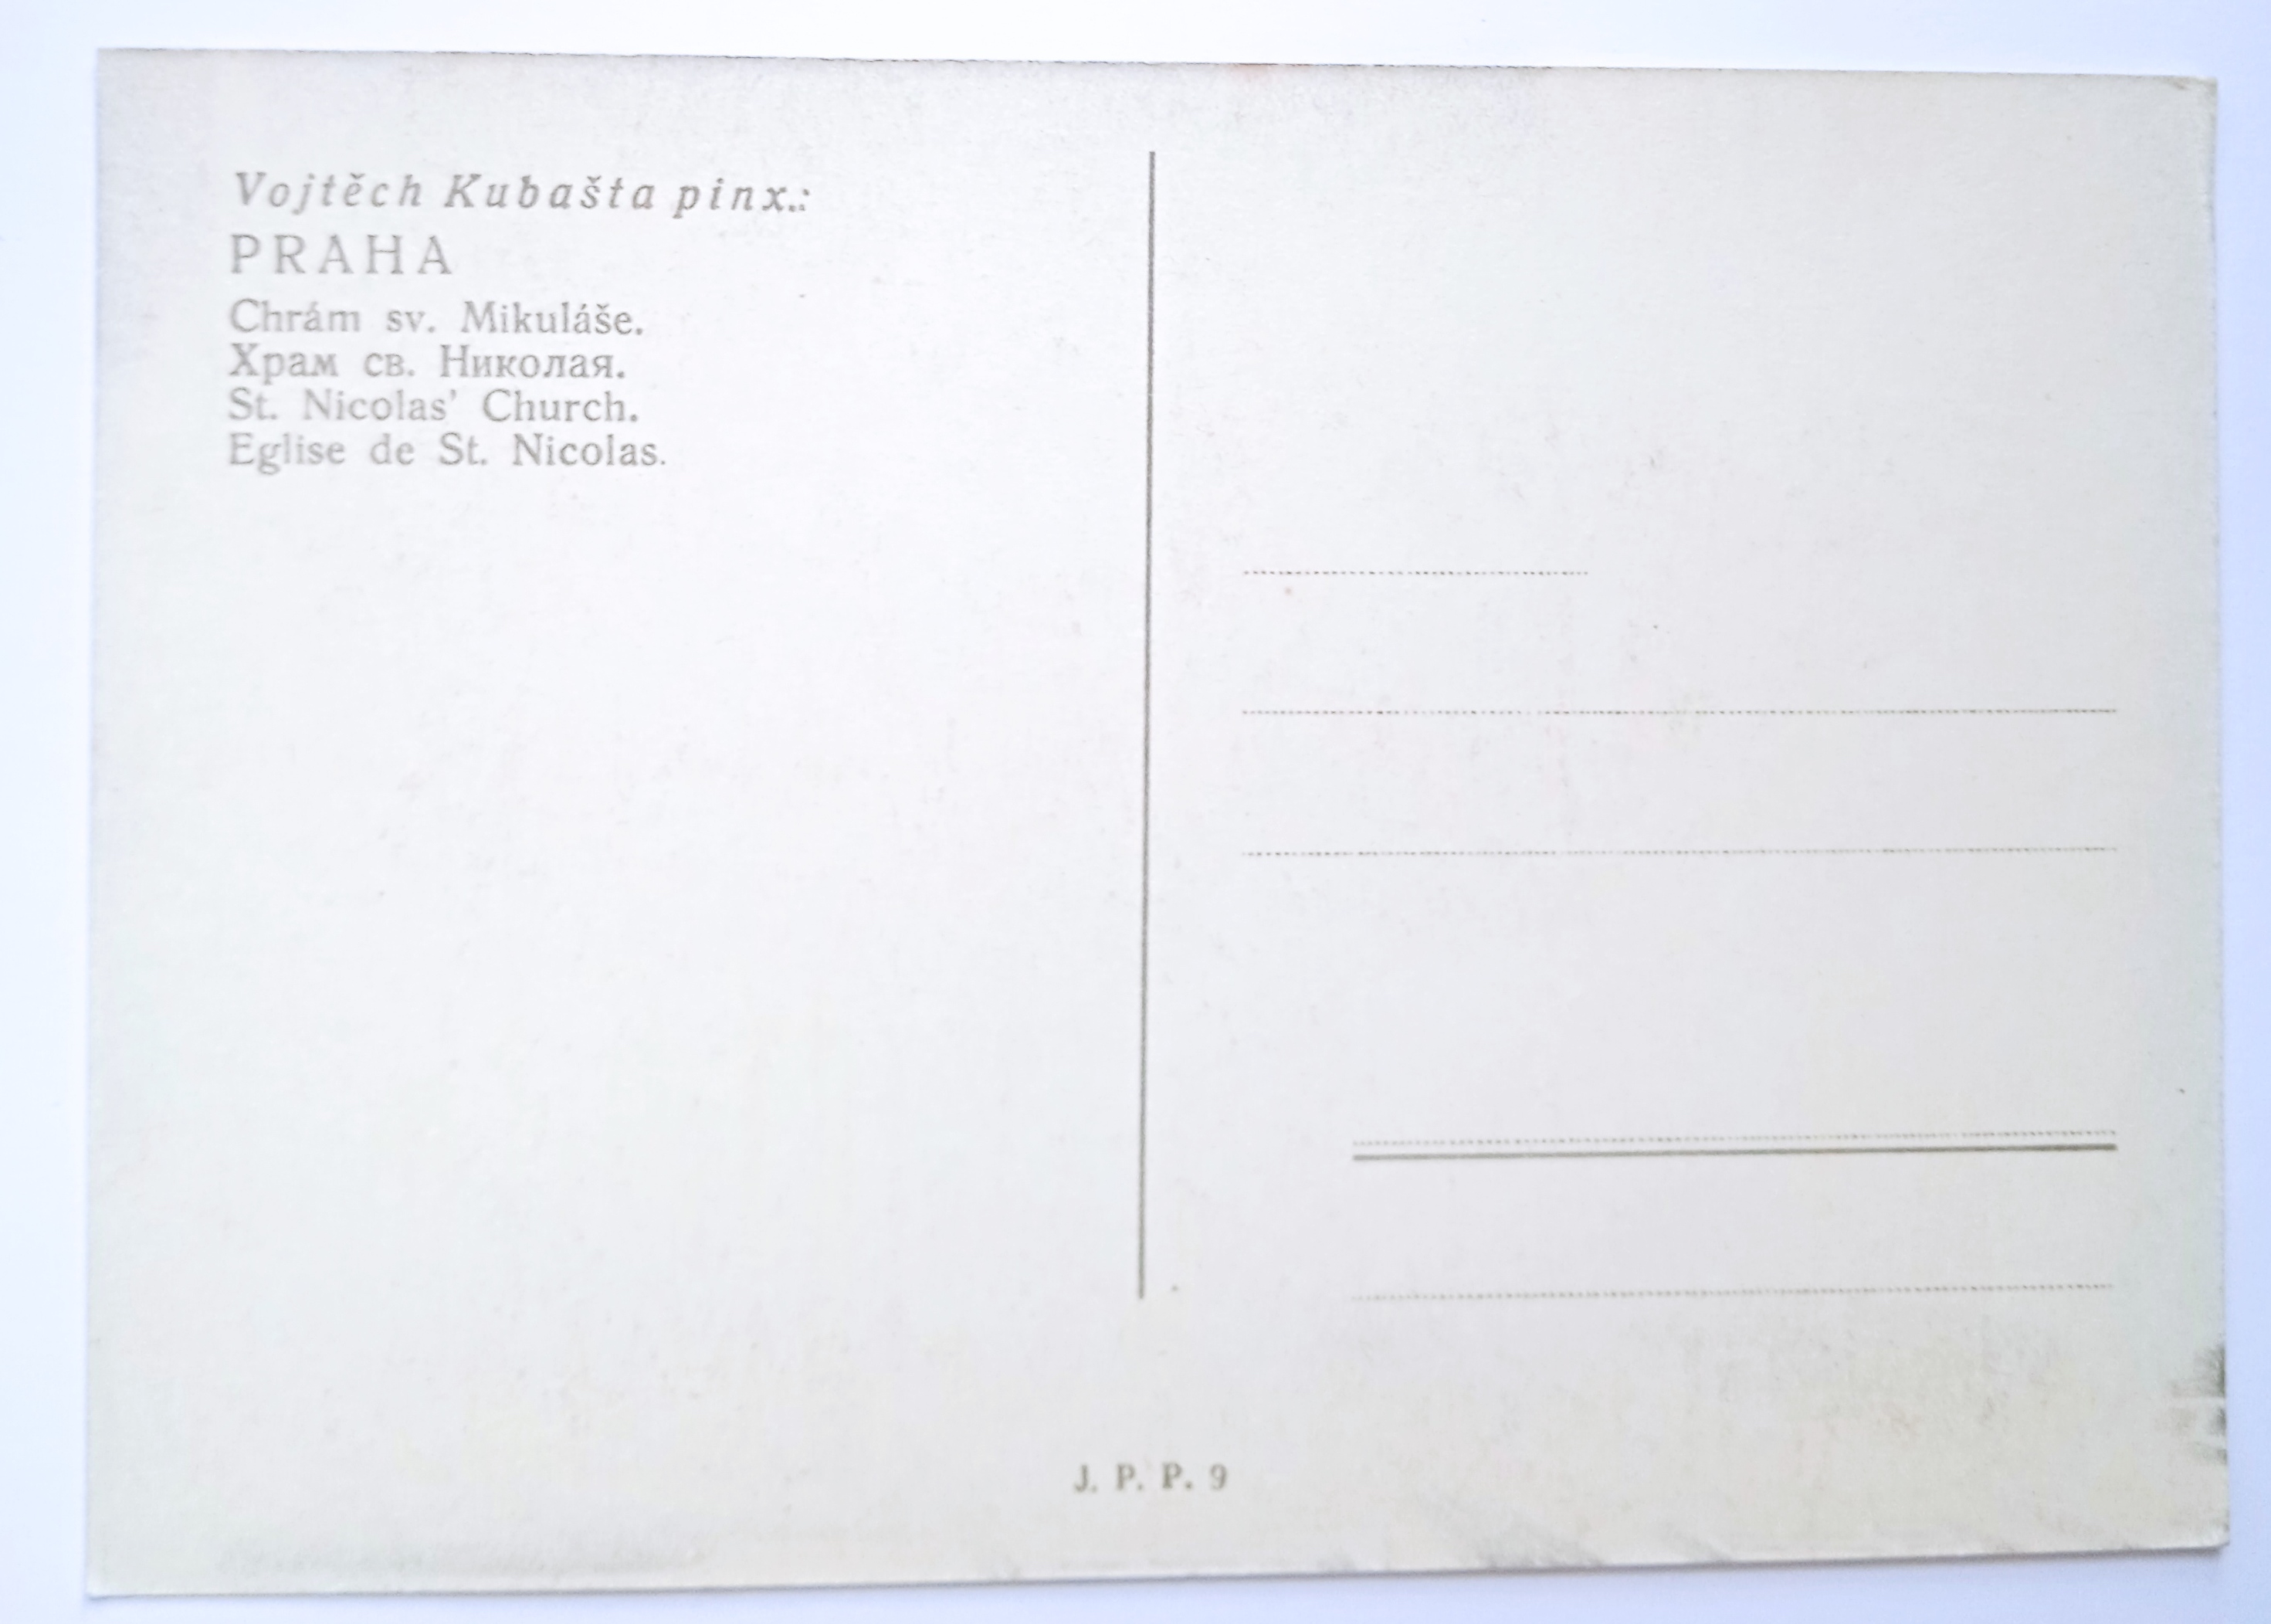 Vojtěch Kubašta pinx.:
PRAHA
Chrám sv. Mikuláše.
Храм св. Николая.
St. Nicolas’ Church.
Eglise de St. Nicolas.
J. P. P. 9